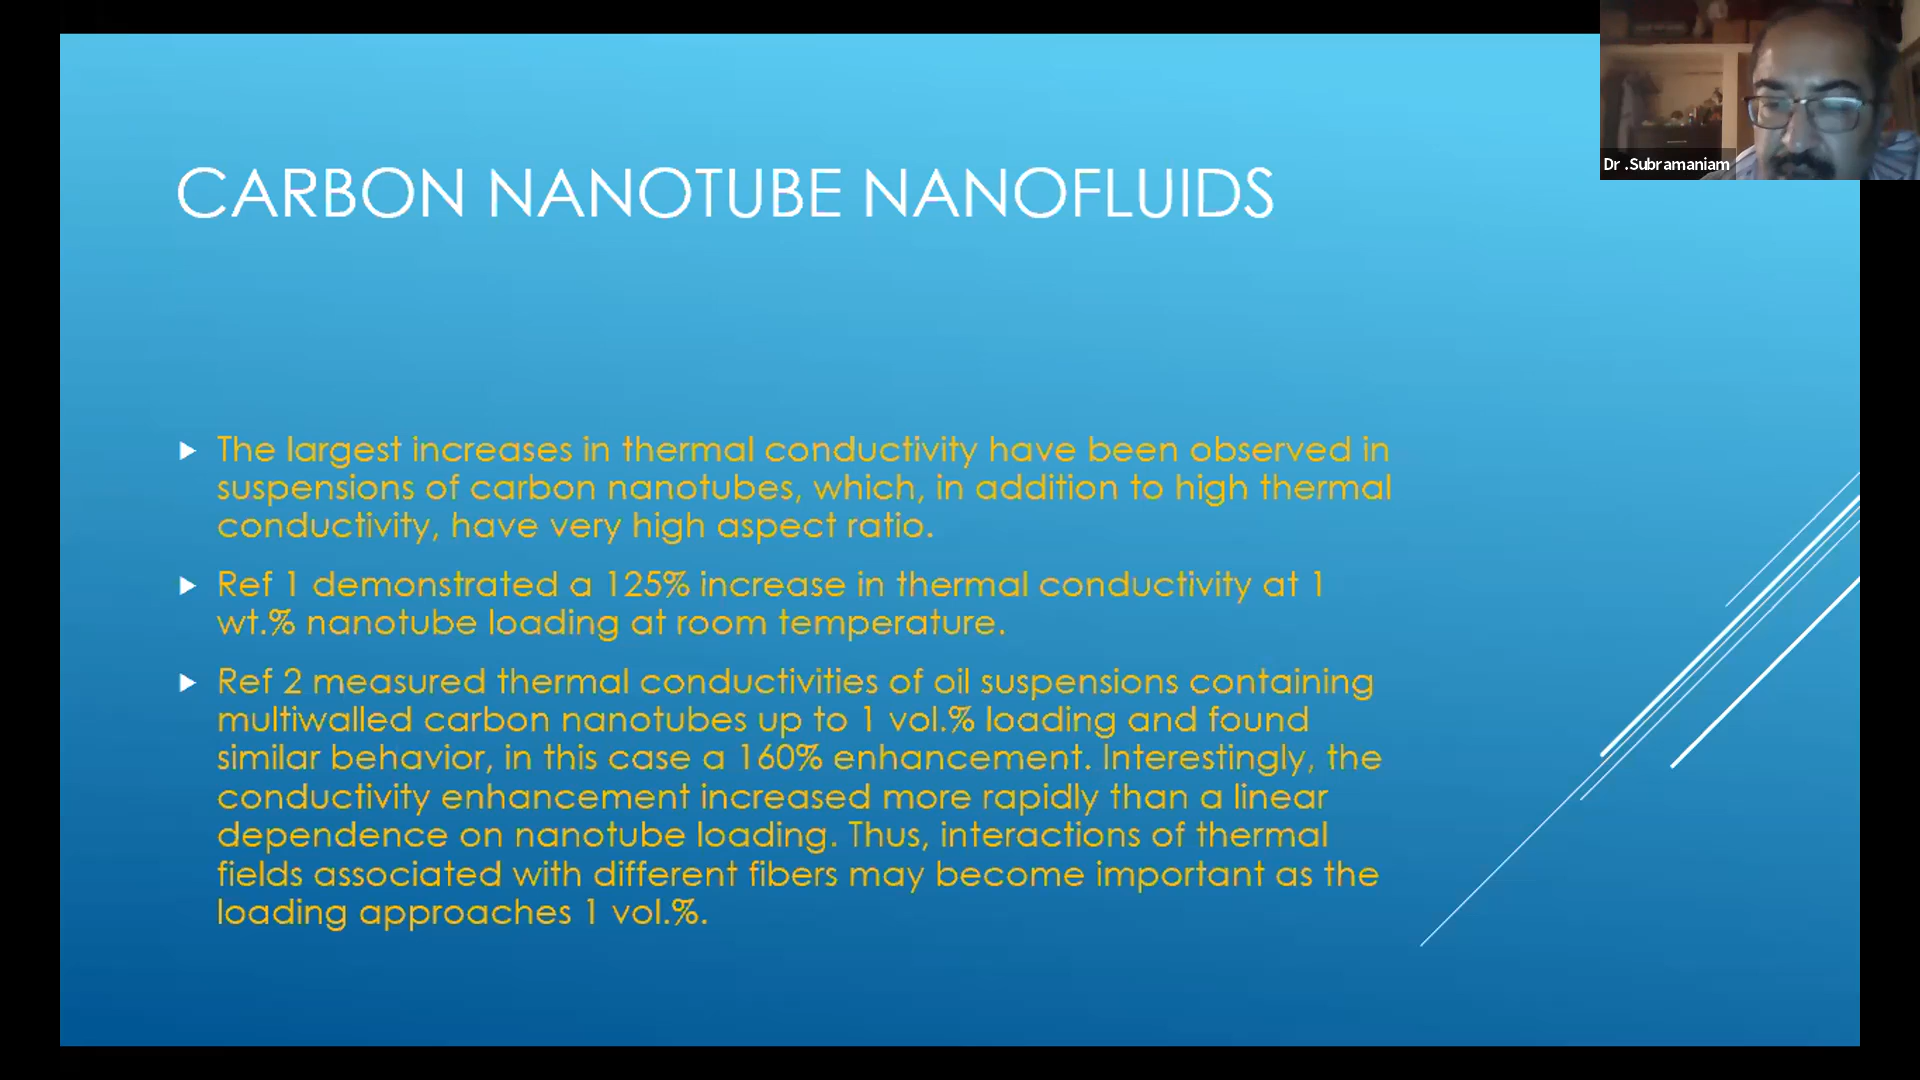 Dr .Subramaniam
CARBON NANOTUBE NANOFLUIDS
The largest increases in thermal conductivity have been observed in
suspensions of carbon nanotubes, which, in addition to high thermal
conductivity, have very high aspect ratio.
Ref 1 demonstrated a 125% increase in thermal conductivity at 1
wt.% nanotube loading at room temperature.
Ref 2 measured thermal conductivities of oil suspensions containing
multiwalled carbon nanotubes up to 1 vol.% loading and found
similar behavior, in this case a 160% enhancement. Interestingly, the
conductivity enhancement increased more rapidly than a linear
dependence on nanotube loading. Thus, interactions of thermal
fields associated with different fibers may become important as the
loading approaches 1 vol.%.